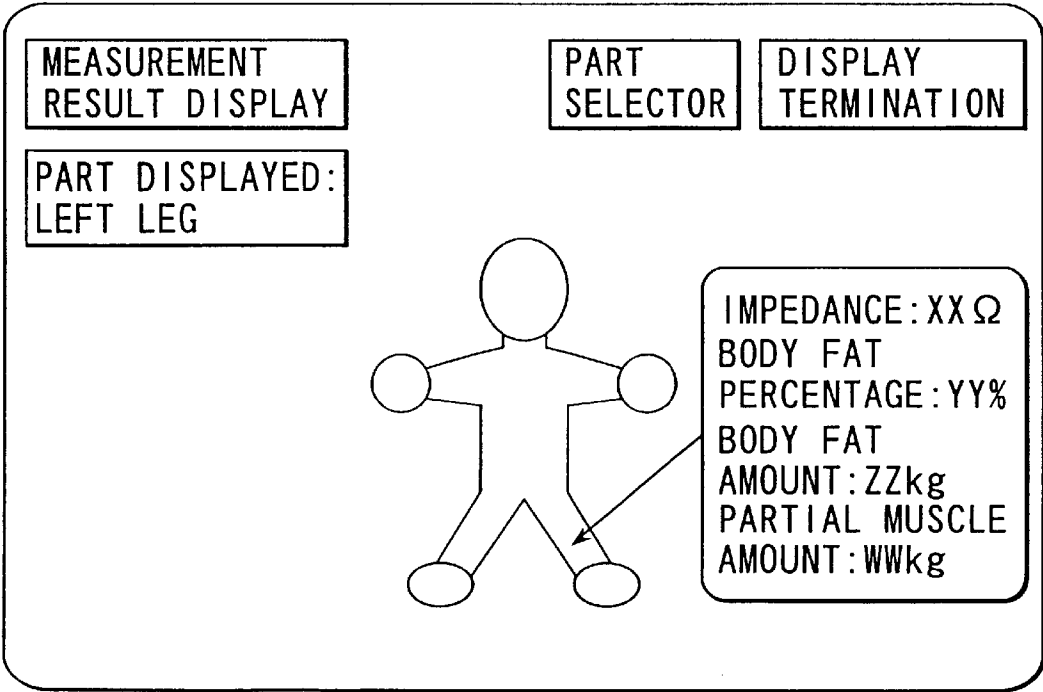 MEASUREMENT
RESULT DISPLAY
PART
SELECTOR
DISPLAY
TERMINATION
PART DISPLAYED:
LEFT LEG
IMPEDANCE:XXΩ
BODY FAT
PERCENTAGE:YY%
BODY FAT
AMOUNT:ZZkg
PARTIAL MUSCLE
AMOUNT:WWkg